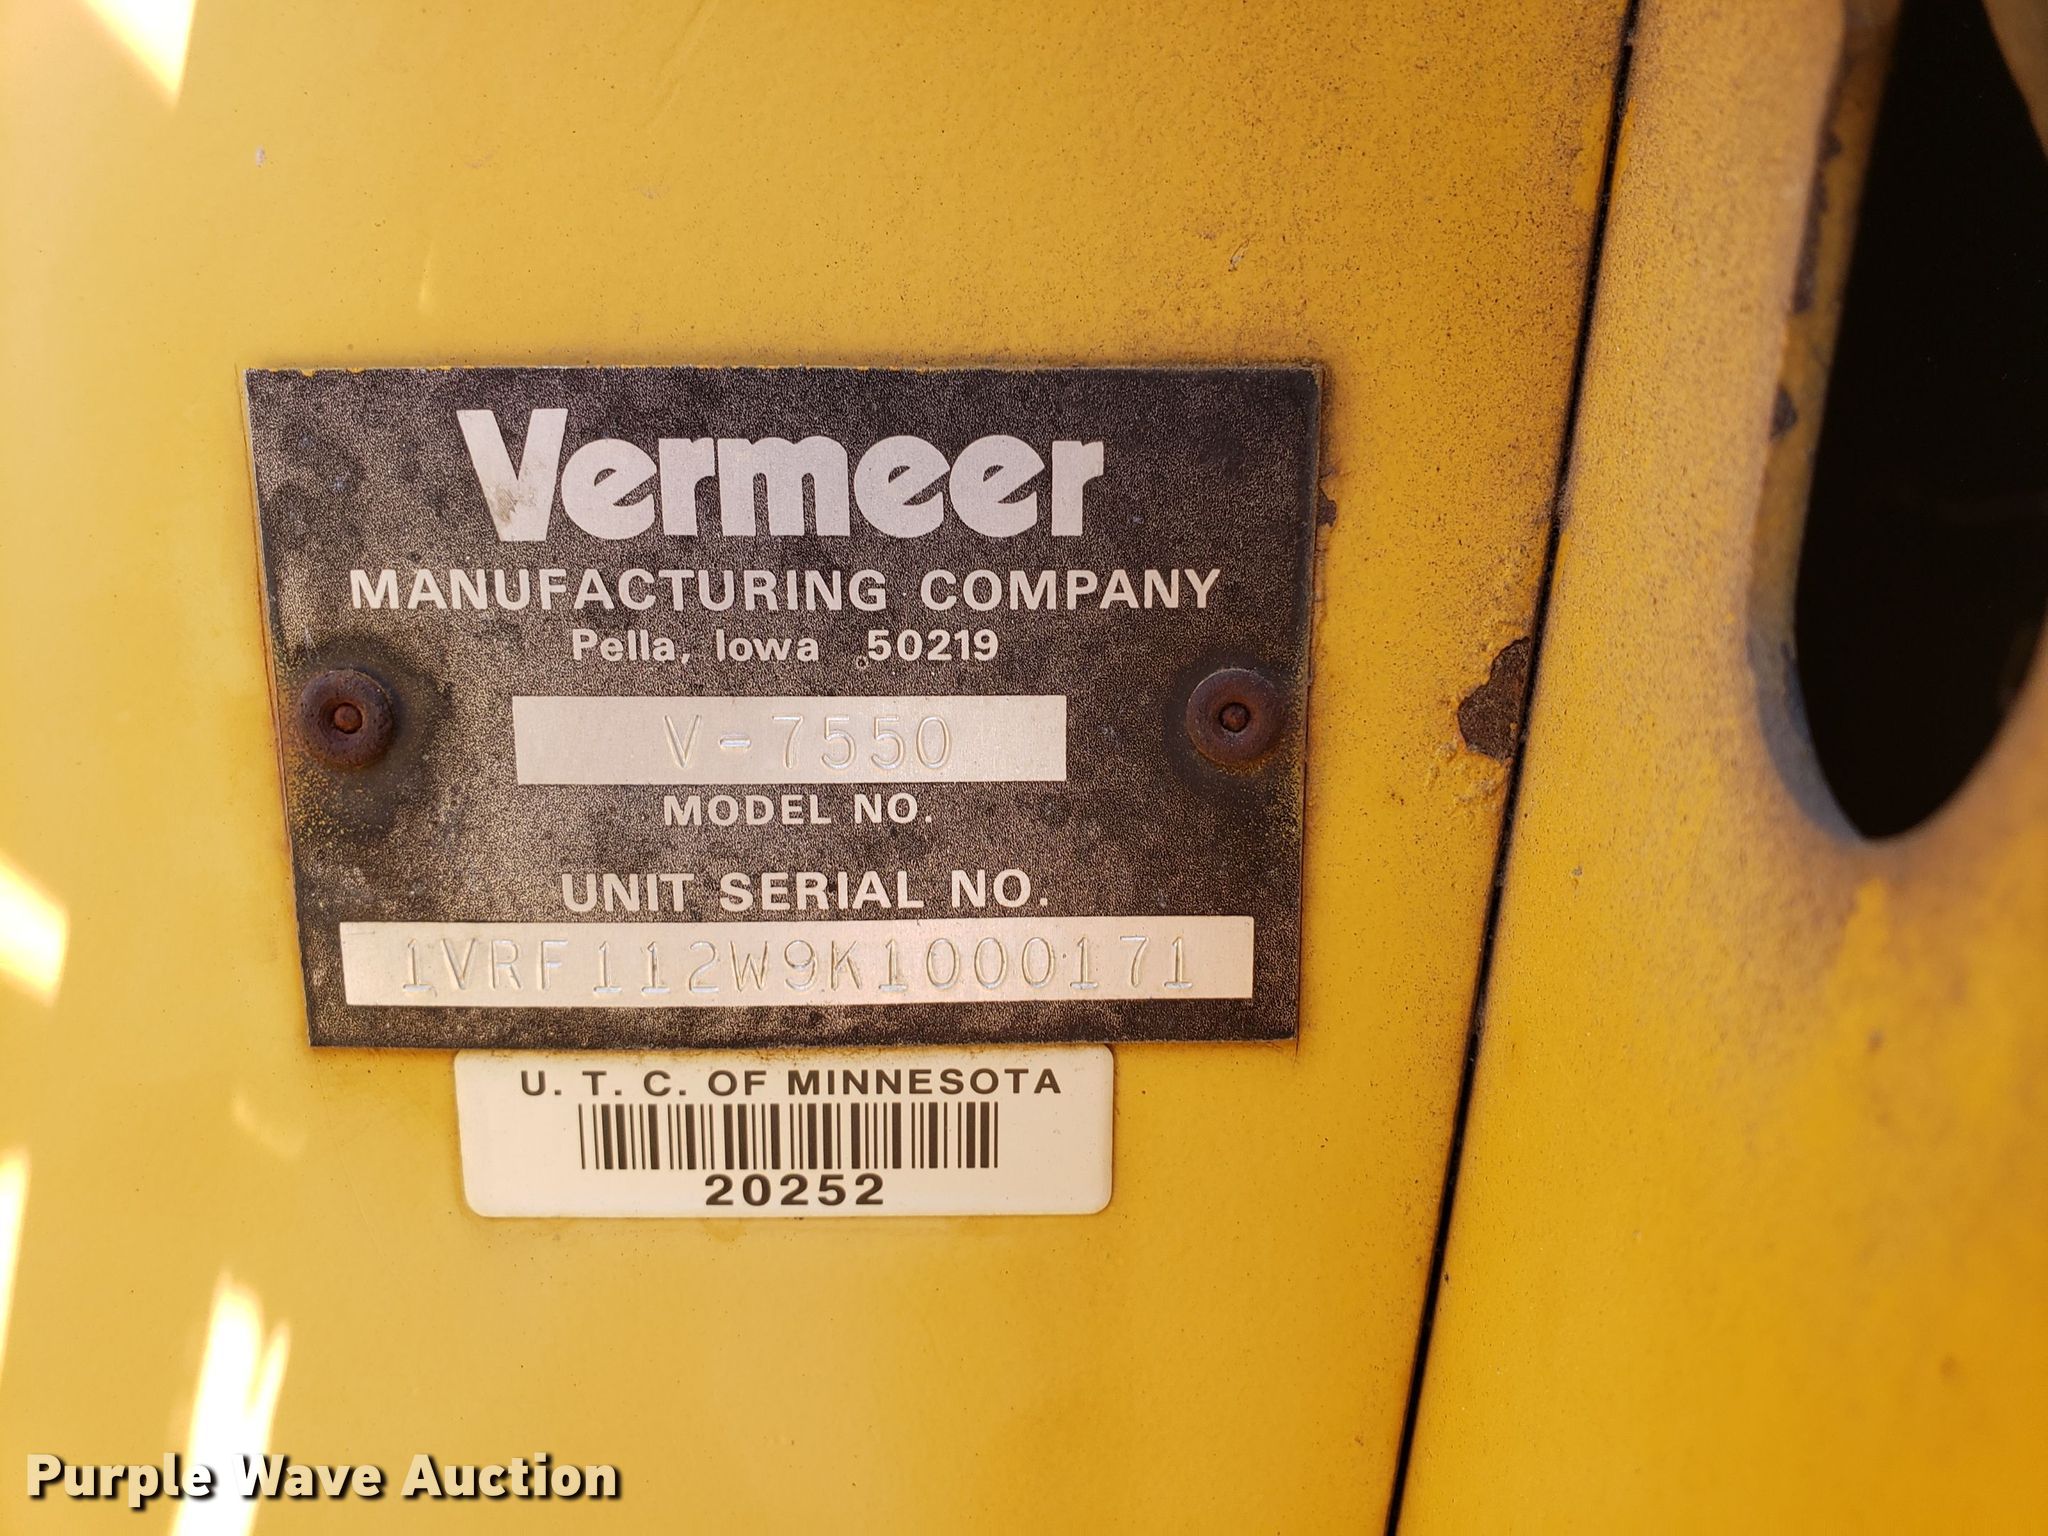 Vermeer
MANUFACTURING COMPANY
Pella, Iowa 50219
V-7550
MODEL NO.
UNIT SERIAL NO.
1VRF112W9K1000171
U. T. C. OF MINNESOTA
20252
Purple Wave Auction